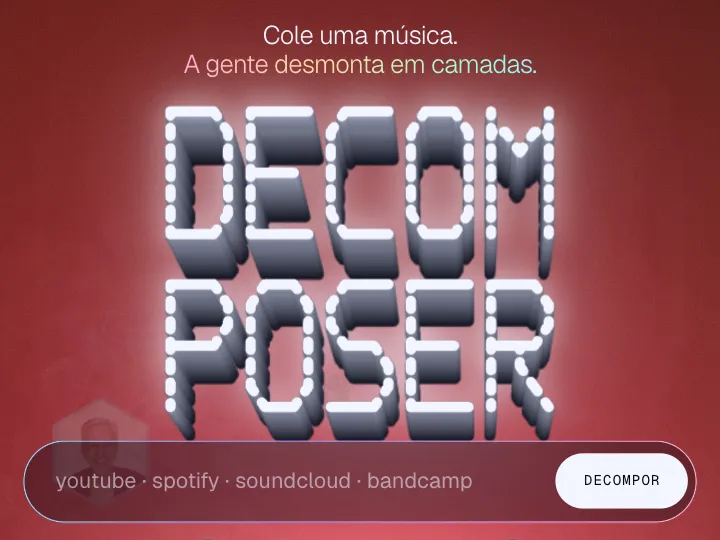 Cole uma música.
A gente desmonta em camadas.
DECOM
POSER
youtube · spotify · soundcloud · bandcamp
DECOMPOR